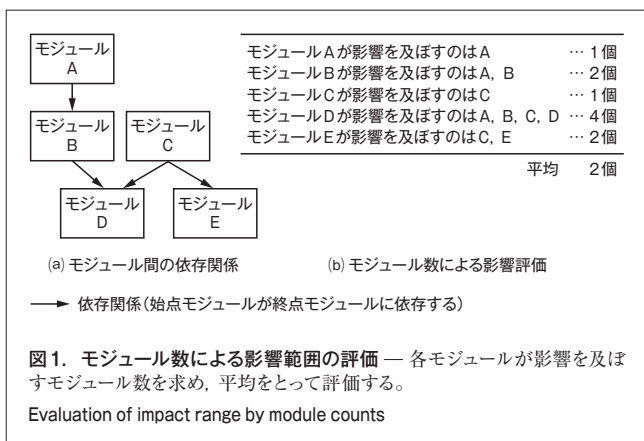 モジュール
A
モジュール
B
モジュール
C
モジュール
D
モジュール
E
(a) モジュール間の依存関係
モジュールAが影響を及ぼすのはA … 1個
モジュールBが影響を及ぼすのはA, B … 2個
モジュールCが影響を及ぼすのはC … 1個
モジュールDが影響を及ぼすのはA, B, C, D … 4個
モジュールEが影響を及ぼすのはC, E … 2個
平均 2個
(b) モジュール数による影響評価
依存関係(始点モジュールが終点モジュールに依存する)
図1. モジュール数による影響範囲の評価 — 各モジュールが影響を及ぼ
すモジュール数を求め, 平均をとって評価する。
Evaluation of impact range by module counts